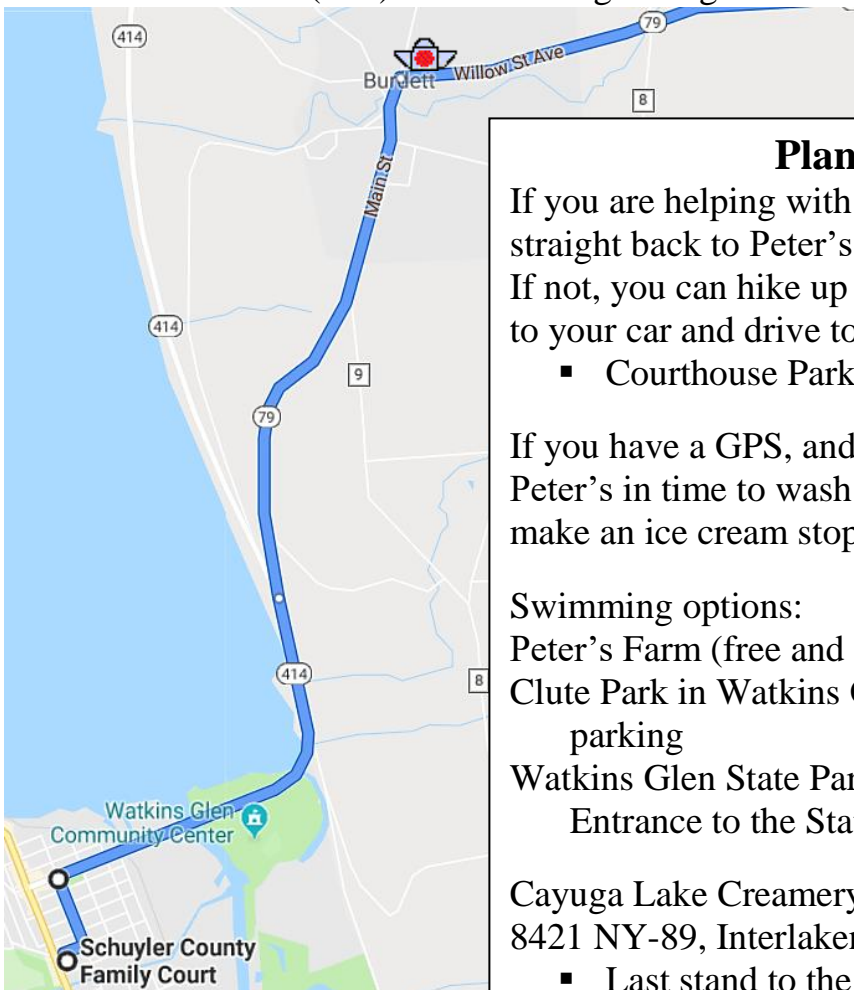 414
79
Burdett
Willow St Ave
8
Main St
414
9
79
414
8
Watkins Glen
Community Center
Schuyler County
Family Court
Plan
If you are helping with
straight back to Peter’s
If not, you can hike up
to your car and drive to
▪ Courthouse Park
If you have a GPS, and
Peter’s in time to wash
make an ice cream stop
Swimming options:
Peter’s Farm (free and
Clute Park in Watkins
parking
Watkins Glen State Par
Entrance to the Sta
Cayuga Lake Creamery
8421 NY-89, Interlaken
▪ Last stand to the